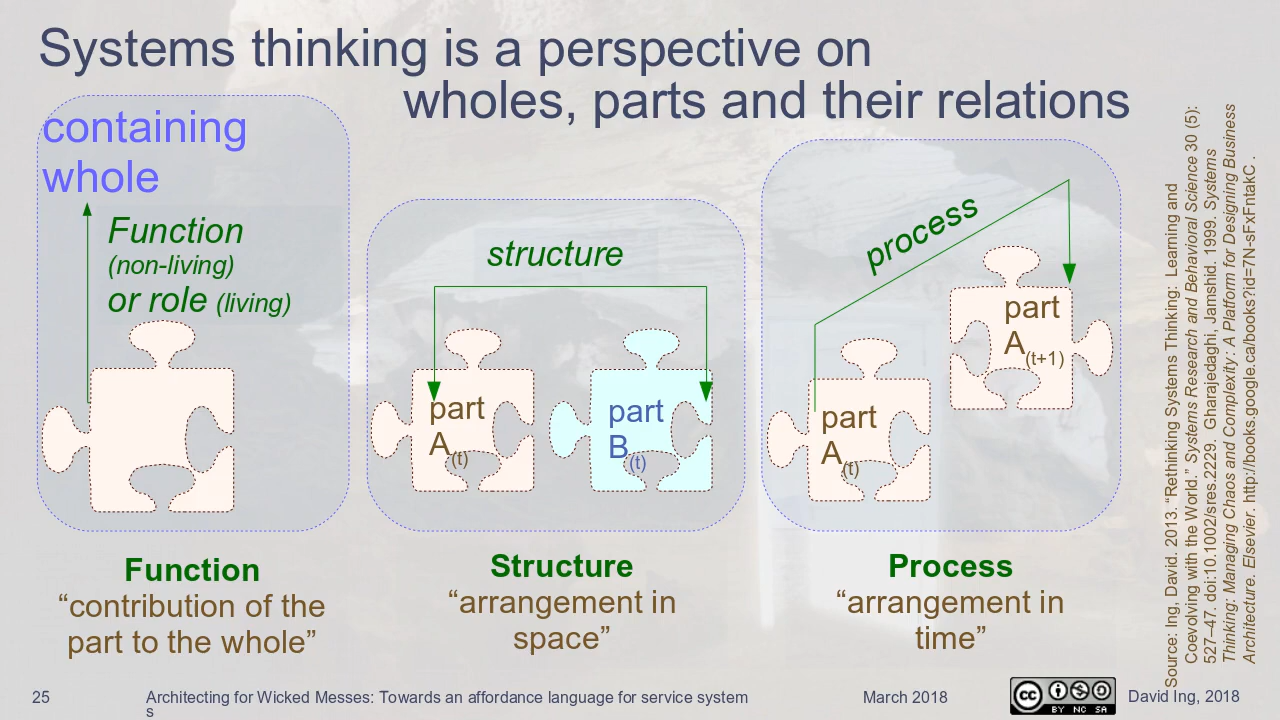 Systems thinking is a perspective on
wholes, parts and their relations
containing
whole
Function
(non-living)
or role (living)
structure
part
A(t)
part
B(t)
process
part
A(t)
part
A(t+1)
Function
“contribution of the
part to the whole”
Structure
“arrangement in
space”
Process
“arrangement in
time”
Source: Ing, David. 2013. “Rethinking Systems Thinking: Learning and
Coevolving with the World.” Systems Research and Behavioral Science 30 (5):
527–47. doi:10.1002/sres.2229. Gharajedaghi, Jamshid. 1999. Systems
Thinking: Managing Chaos and Complexity: A Platform for Designing Business
Architecture. Elsevier. http://books.google.ca/books?id=7N-sFxFntakC .
25
Architecting for Wicked Messes: Towards an affordance language for service system
s
March 2018
cc
BY NC SA
David Ing, 2018